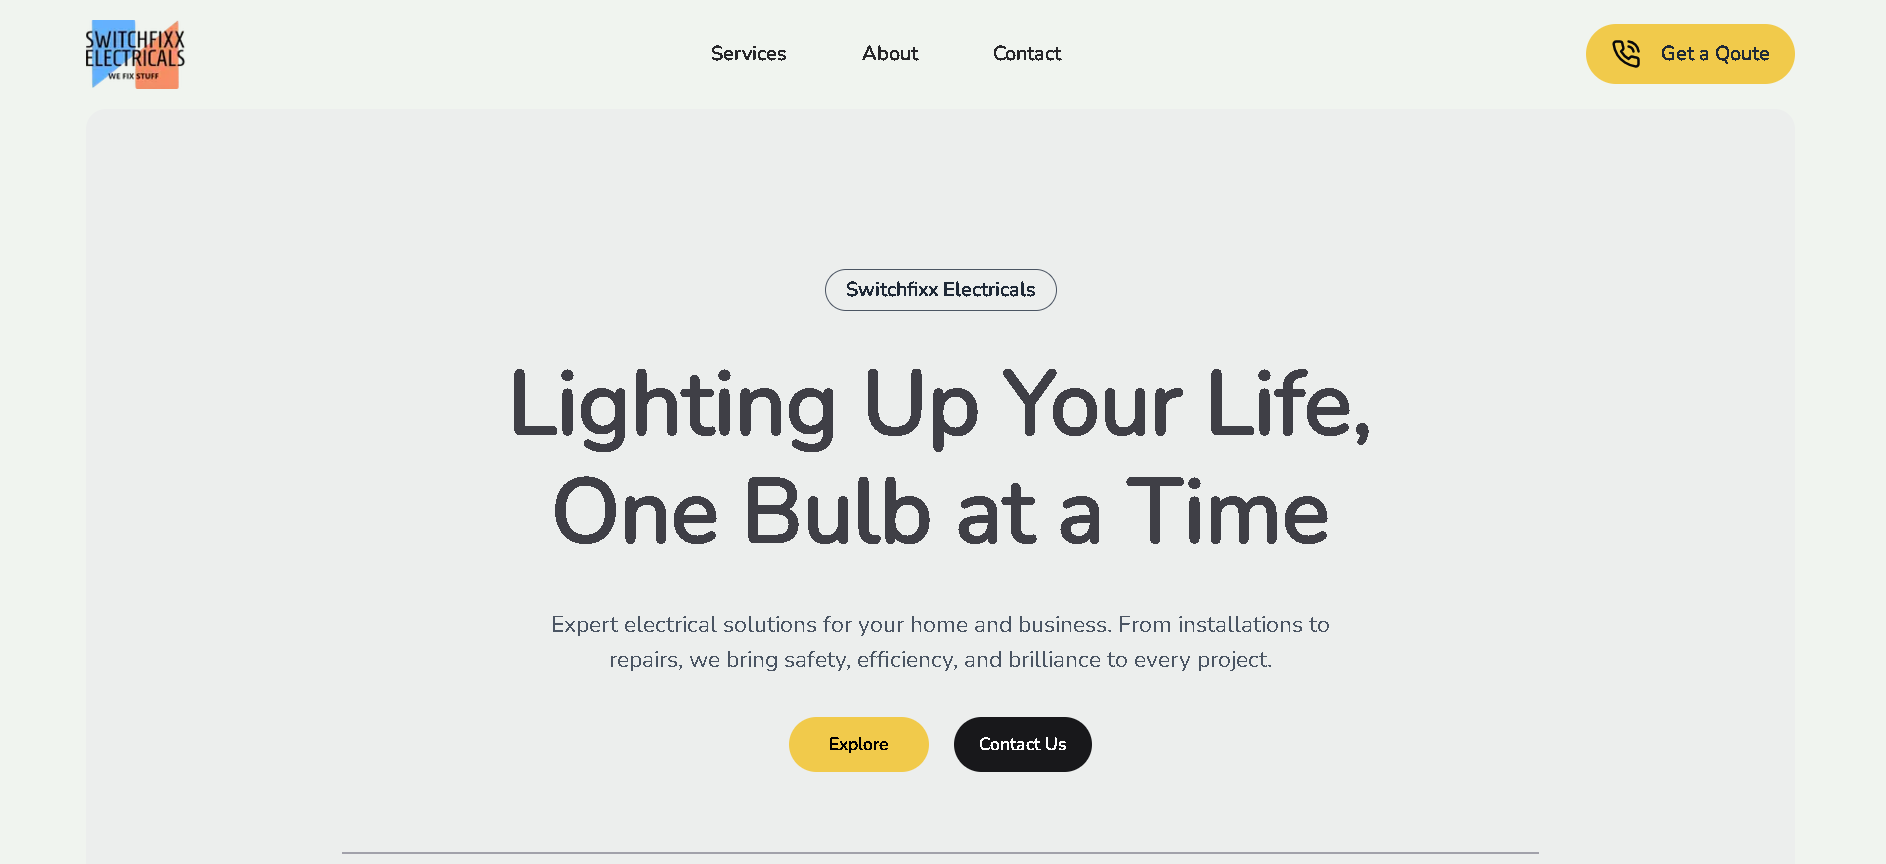 SWITCHFIXX
ELECTRICALS
WE FIX STUFF
Services
About
Contact
Get a Qoute
Switchfixx Electricals
Lighting Up Your Life,
One Bulb at a Time
Expert electrical solutions for your home and business. From installations to
repairs, we bring safety, efficiency, and brilliance to every project.
Explore
Contact Us